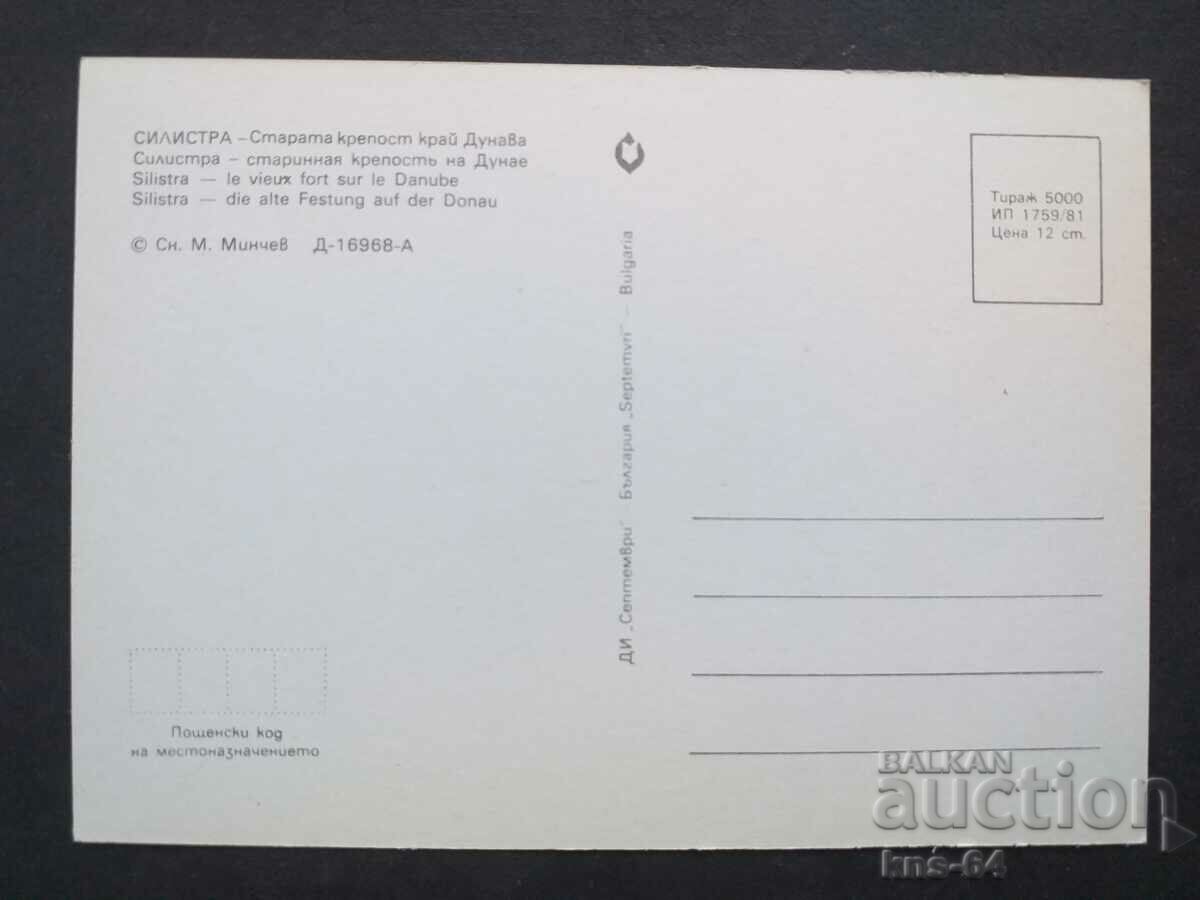 СИЛИСТРА – Старата крепост край Дунава
Силистра – старинная крепость на Дунае
Silistra — le vieux fort sur le Danube
Silistra — die alte Festung auf der Donau
© Сн. М. Минчев Д-16968-А
Тираж 5000
ИП 1759/81
Цена 12 ст.
ДИ „Септември" България „Septemvri" – Bulgaria
Пощенски код
на местоназначението
BALKAN
auction
kns-64